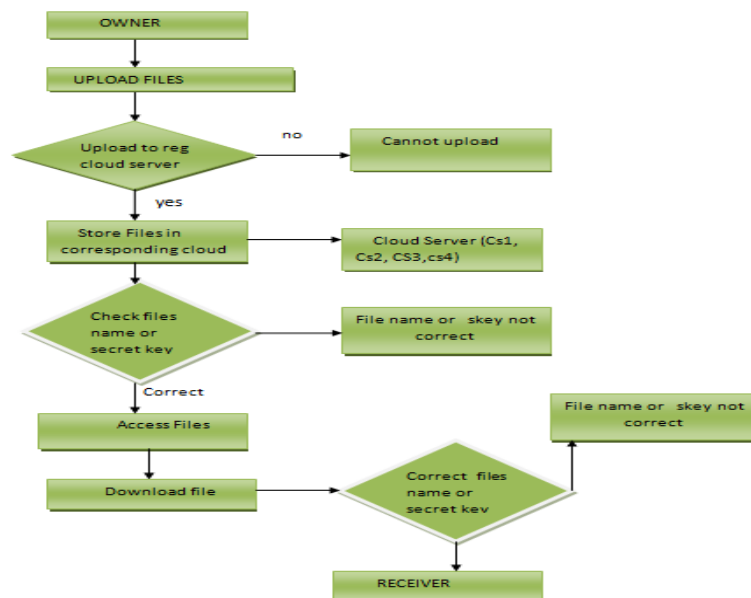 OWNER
UPLOAD FILES
Upload to reg
cloud server
no
Cannot upload
yes
Store Files in
corresponding cloud
Cloud Server (Cs1,
Cs2, CS3,cs4)
Check files
name or
secret key
File name or skey not
correct
Correct
Access Files
File name or skey not
correct
Download file
Correct files
name or
secret key
RECEIVER